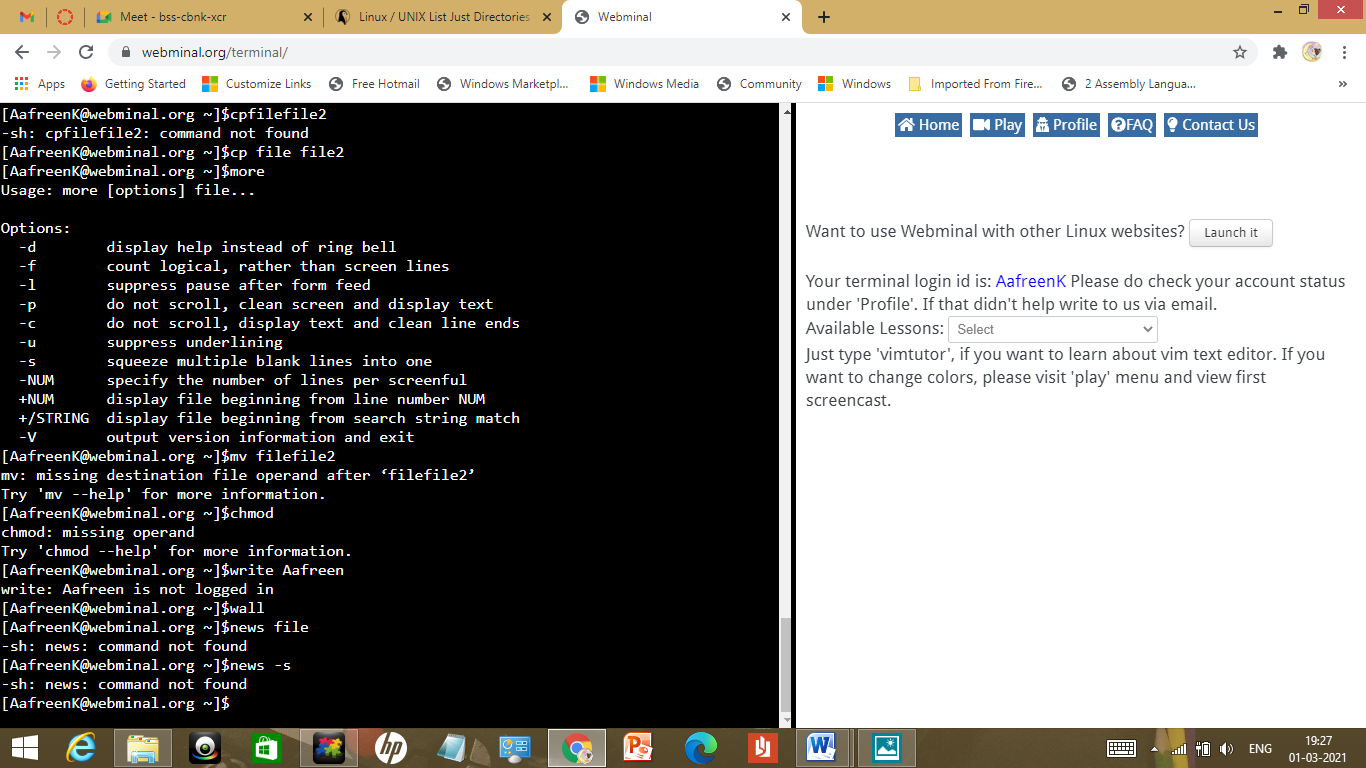 Meet - bss-cbnk-xcr
Linux / UNIX List Just Directories
Webminal
webminal.org/terminal/
Apps
Getting Started
Customize Links
Free Hotmail
Windows Marketpl...
Windows Media
Community
Windows
Imported From Fire...
2 Assembly Langua...
»
[AafreenK@webminal.org ~]$cpfilefile2
-sh: cpfilefile2: command not found
[AafreenK@webminal.org ~]$cp file file2
[AafreenK@webminal.org ~]$more
Usage: more [options] file...
Options:
-d        display help instead of ring bell
-f        count logical, rather than screen lines
-l        suppress pause after form feed
-p        do not scroll, clean screen and display text
-c        do not scroll, display text and clean line ends
-u        suppress underlining
-s        squeeze multiple blank lines into one
-NUM      specify the number of lines per screenful
+NUM      display file beginning from line number NUM
+/STRING  display file beginning from search string match
-V        output version information and exit
[AafreenK@webminal.org ~]$mv filefile2
mv: missing destination file operand after ‘filefile2’
Try 'mv --help' for more information.
[AafreenK@webminal.org ~]$chmod
chmod: missing operand
Try 'chmod --help' for more information.
[AafreenK@webminal.org ~]$write Aafreen
write: Aafreen is not logged in
[AafreenK@webminal.org ~]$wall
[AafreenK@webminal.org ~]$news file
-sh: news: command not found
[AafreenK@webminal.org ~]$news -s
-sh: news: command not found
[AafreenK@webminal.org ~]$
Home
Play
Profile
FAQ
Contact Us
Want to use Webminal with other Linux websites? Launch it
Your terminal login id is: AafreenK Please do check your account status
under 'Profile'. If that didn't help write to us via email.
Available Lessons: Select
Just type 'vimtutor', if you want to learn about vim text editor. If you
want to change colors, please visit 'play' menu and view first
screencast.
ENG
19:27
01-03-2021